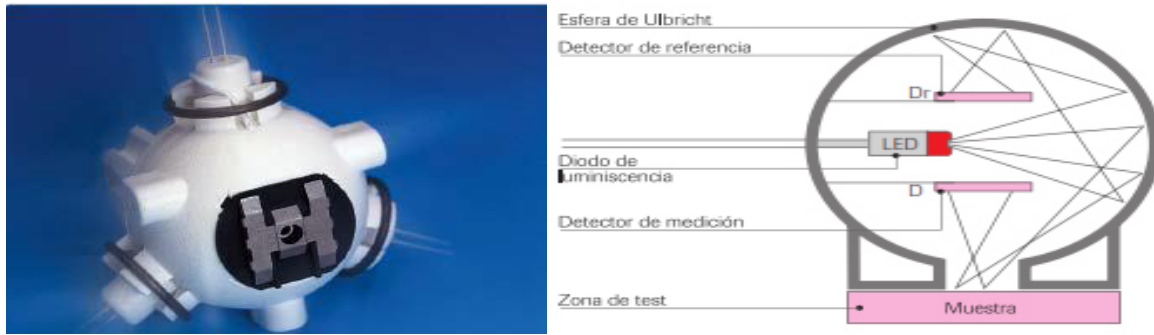 Esfera de Ulbricht
Detector de referencia
Dr
LED
Diodo de
luminiscencia
D
Detector de medición
Zona de test
Muestra